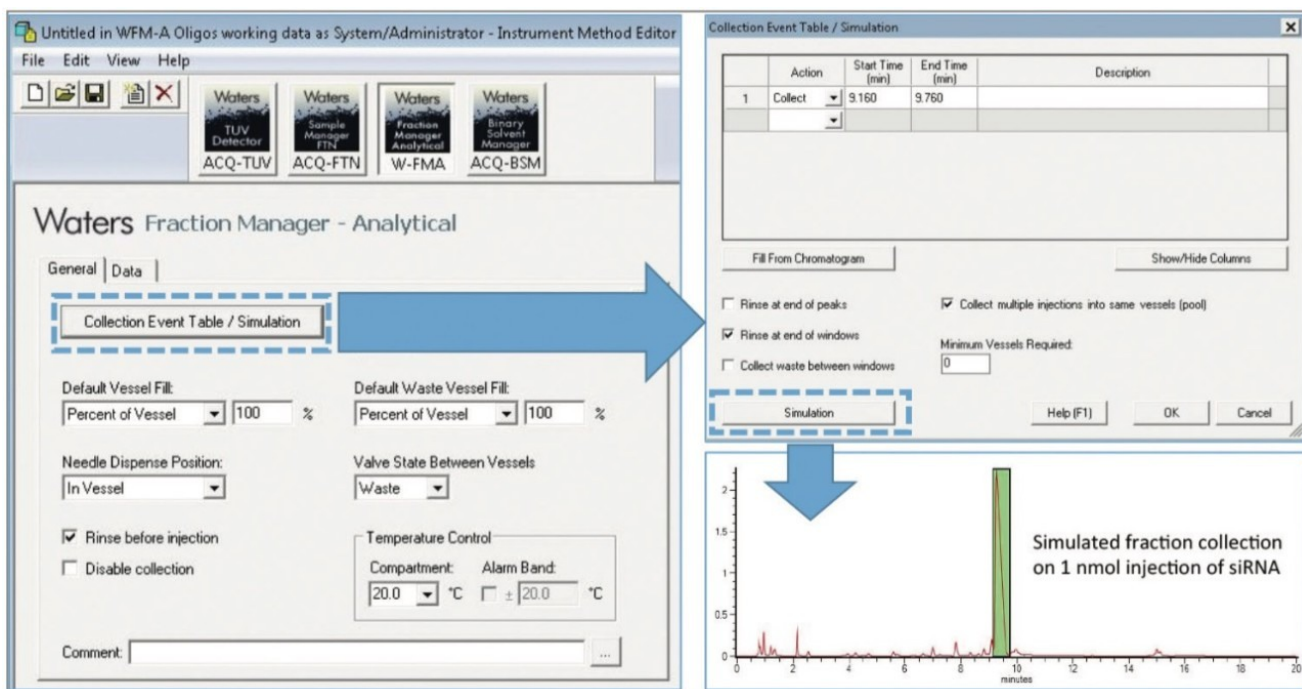 Untitled in WFM-A Oligos working data as System/Administrator - Instrument Method Editor
File Edit View Help
Waters TUV Detector
ACQ-TUV
Waters Sample Manager FTN
ACQ-FTN
Waters Fraction Manager Analytical
W-FMA
Waters Binary Solvent Manager
ACQ-BSM
Waters Fraction Manager - Analytical
General Data
Collection Event Table / Simulation
Default Vessel Fill:
Percent of Vessel 100 %
Default Waste Vessel Fill:
Percent of Vessel 100 %
Needle Dispense Position:
In Vessel
Valve State Between Vessels
Waste
Rinse before injection
Disable collection
Temperature Control
Compartment: Alarm Band:
20.0 °C ± 20.0 °C
Comment: ...
Collection Event Table / Simulation
Action Start Time (min) End Time (min) Description
1 Collect 9.160 9.760
Fill From Chromatogram Show/Hide Columns
Rinse at end of peaks
Collect multiple injections into same vessels (pool)
Rinse at end of windows
Minimum Vessels Required:
0
Collect waste between windows
Simulation Help (F1) OK Cancel
2
1.5
1
0.5
0
Simulated fraction collection
on 1 nmol injection of siRNA
0 2 4 6 8 10 12 14 16 18 20
minutes